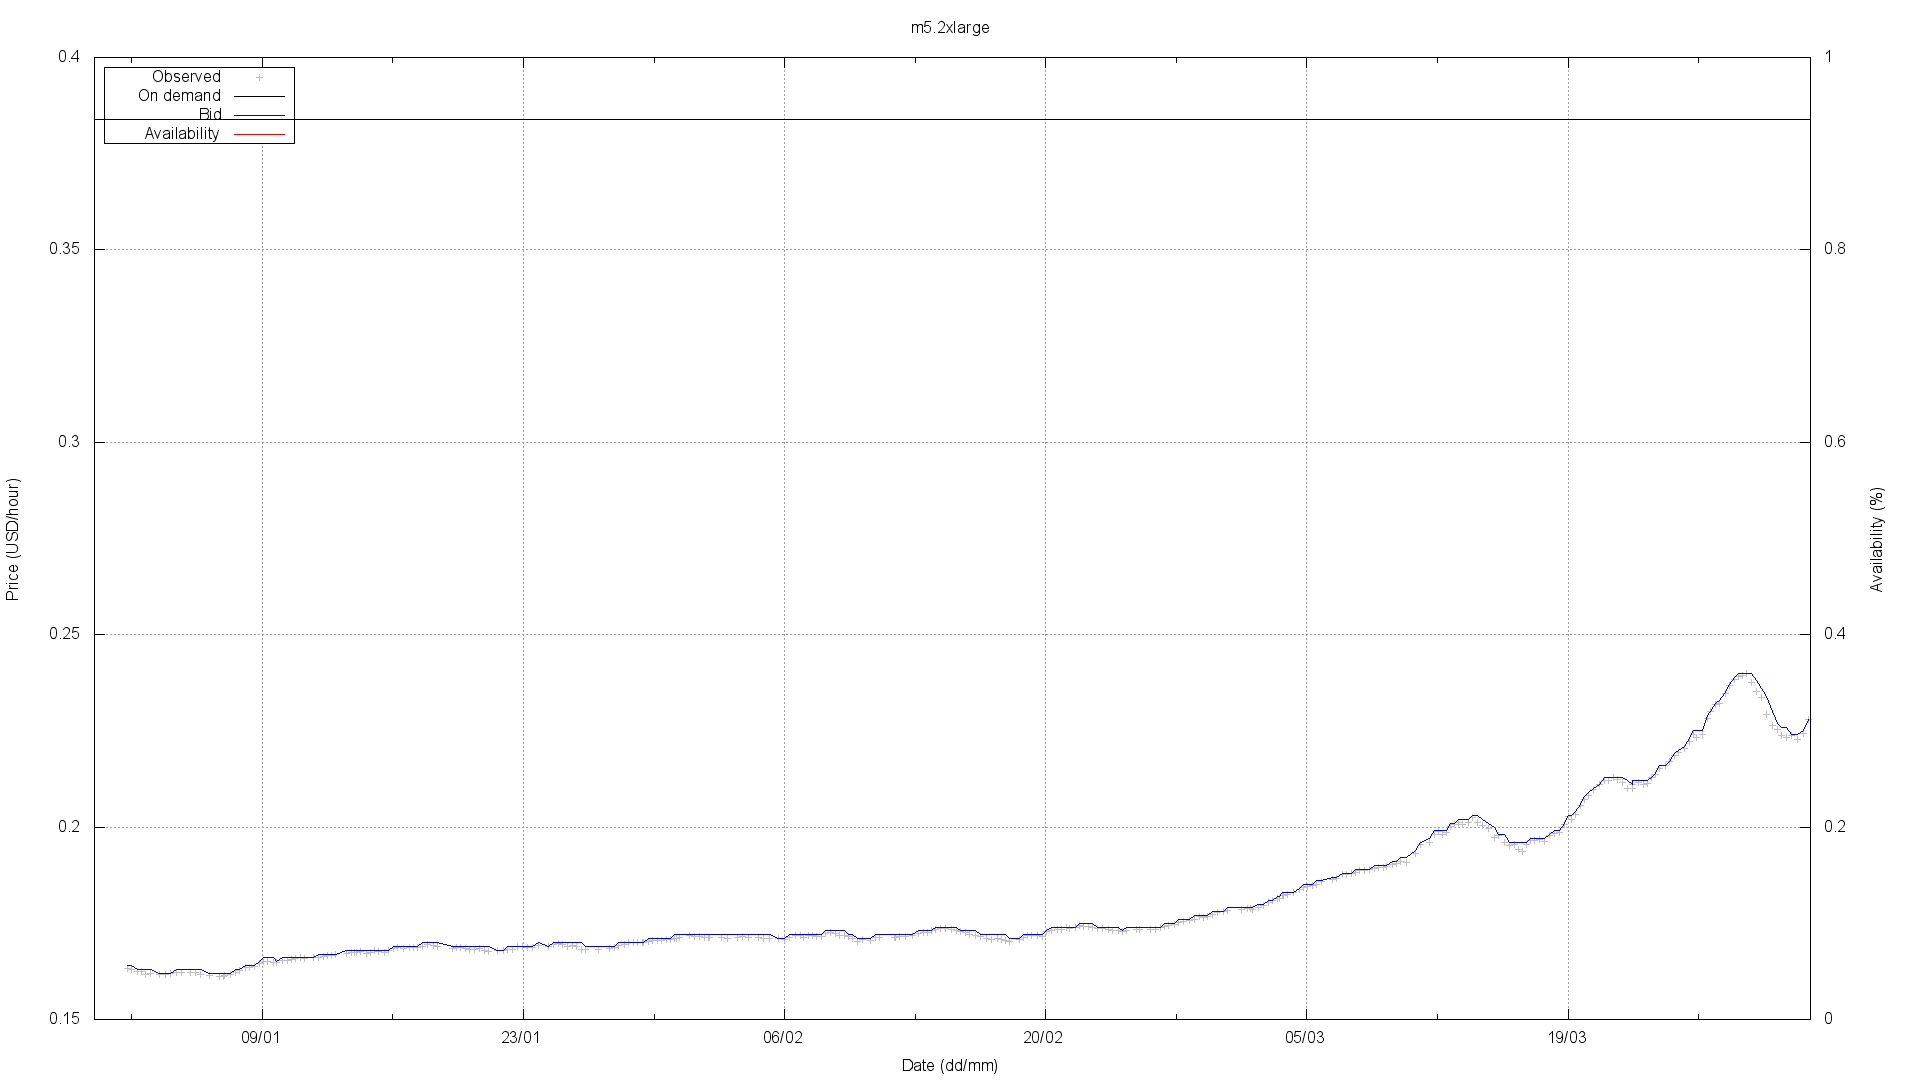 m5.2xlarge
0.4
0.35
0.3
0.25
0.2
0.15
1
0.8
0.6
0.4
0.2
0
Observed
On demand
Bid
Availability
Price (USD/hour)
Availability (%)
09/01
23/01
06/02
20/02
05/03
19/03
Date (dd/mm)